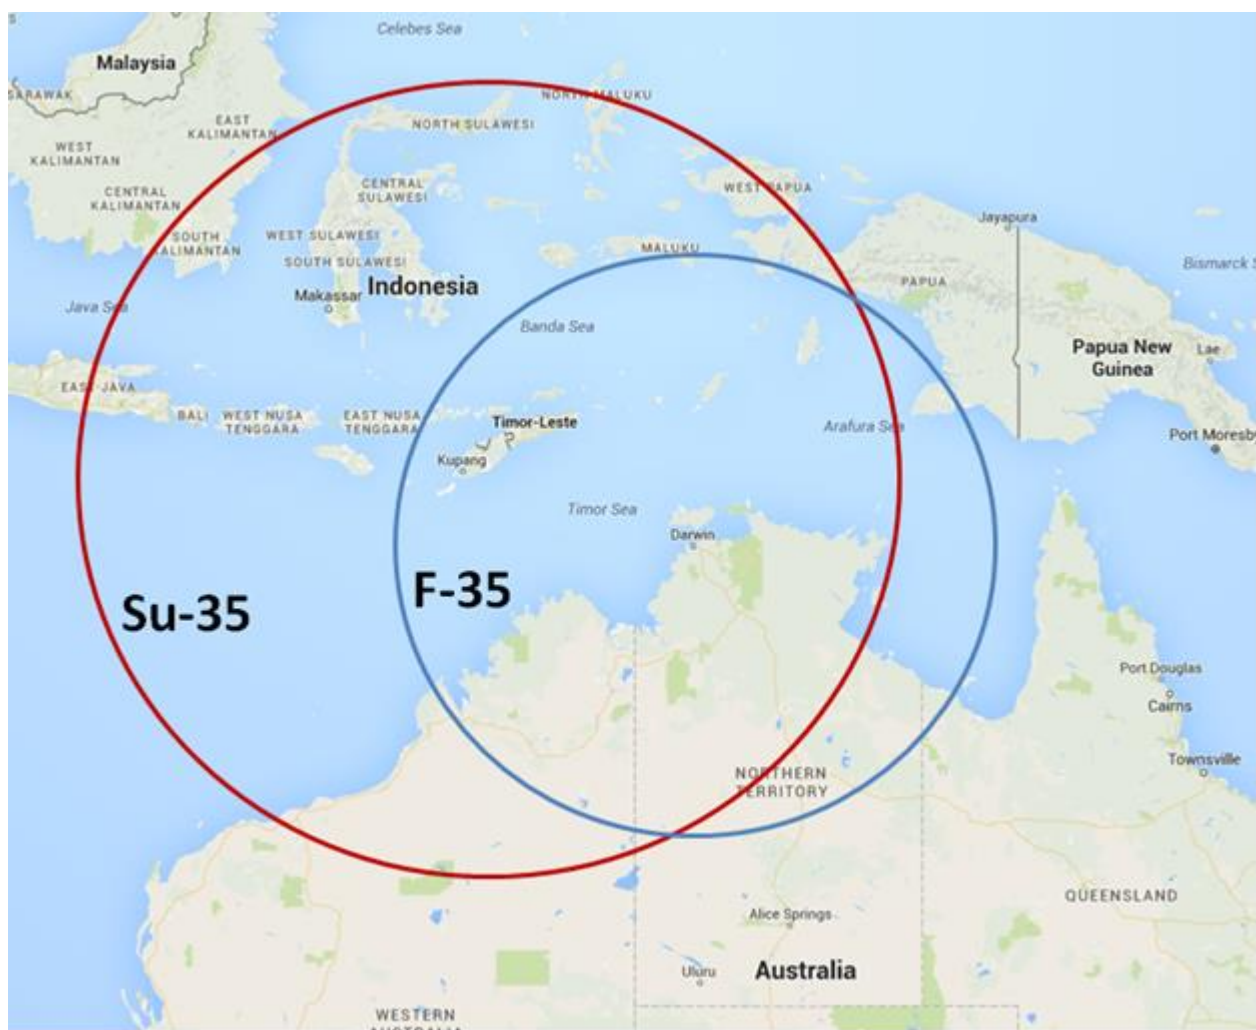 Celebes Sea
Malaysia
SARAWAK
NORTH MALUKU
EAST
KALIMANTAN
NORTH SULAWESI
WEST
KALIMANTAN
CENTRAL
KALIMANTAN
CENTRAL
SULAWESI
WEST PAPUA
Jayapura
SOUTH
KALIMANTAN
WEST SULAWESI
SOUTH SULAWESI
MALUKU
Bismarck S
Makassar
Indonesia
PAPUA
Java Sea
Banda Sea
Papua New
Guinea
Lae
EAST JAVA
BALI
WEST NUSA
TENGGARA
EAST NUSA
TENGGARA
Timor-Leste
Arafura Sea
Port Moresby
Kupang
Timor Sea
Darwin
Su-35
F-35
Port Douglas
Cairns
Townsville
NORTHERN
TERRITORY
QUEENSLAND
Alice Springs
Uluru
Australia
WESTERN
AUSTRALIA